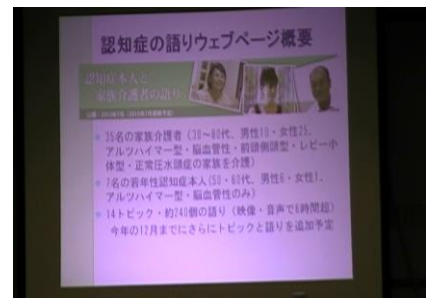 認知症の語りウェブページ概要
認知症本人と
家族介護者の語り
• 35名の家族介護者(30~80代、男性10・女性25、
アルツハイマー型・脳血管性・前頭側頭型・レビー小
体型・正常圧水頭症の家族を介護)
• 7名の若年性認知症本人(50・60代、男性6・女性1、
アルツハイマー型・脳血管性のみ)
• 14トピック・約240個の語り(映像・音声で6時間超)
今年の12月までにさらにトピックと語りを追加予定